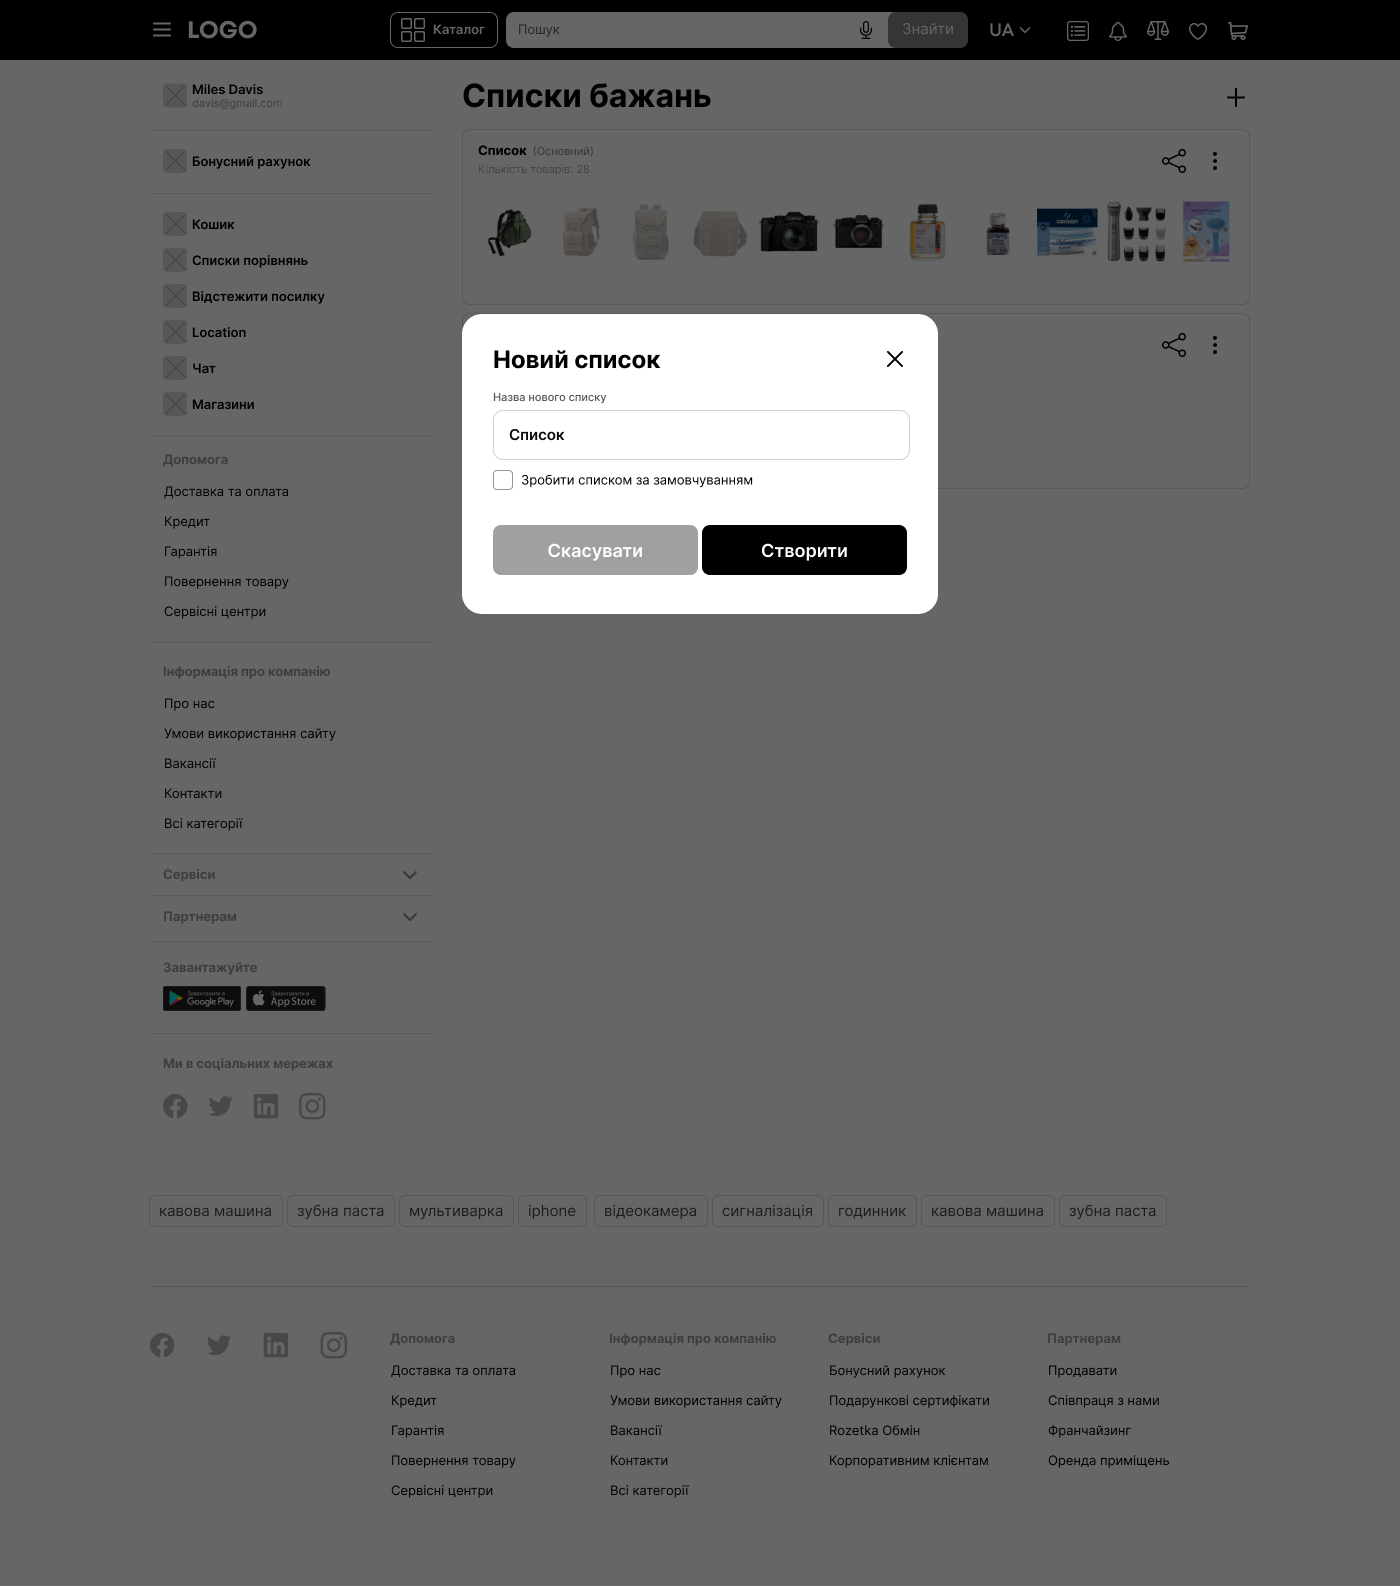 LOGO
Каталог
Пошук
Знайти
UA
Miles Davis
davis@gmail.com
Бонусний рахунок
Кошик
Списки порівнянь
Відстежити посилку
Location
Чат
Магазини
Допомога
Доставка та оплата
Кредит
Гарантія
Повернення товару
Сервісні центри
Інформація про компанію
Про нас
Умови використання сайту
Вакансії
Контакти
Всі категорії
Сервіси
Партнерам
Завантажуйте
Завантажити з
Google Play
Завантажити з
App Store
Ми в соціальних мережах
Списки бажань
Список (Основний)
Кількість товарів: 28
CANSON
Новий список
Назва нового списку
Список
Зробити списком за замовчуванням
Скасувати
Створити
кавова машина
зубна паста
мультиварка
iphone
відеокамера
сигналізація
годинник
кавова машина
зубна паста
Допомога
Доставка та оплата
Кредит
Гарантія
Повернення товару
Сервісні центри
Інформація про компанію
Про нас
Умови використання сайту
Вакансії
Контакти
Всі категорії
Сервіси
Бонусний рахунок
Подарункові сертифікати
Rozetka Обмін
Корпоративним клієнтам
Партнерам
Продавати
Співпраця з нами
Франчайзинг
Оренда приміщень